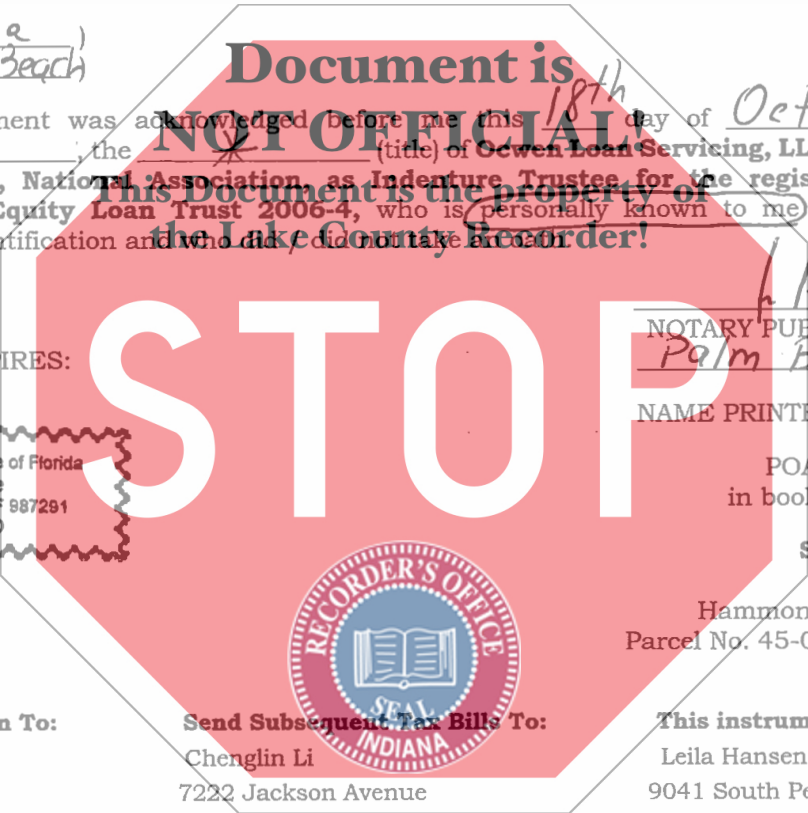 a )
Beach)
Document is
NOT OFFICIAL!
This Document is the property of
the Lake County Recorder!
ment was acknowledged before me this 18th day of Oct
, the (title) of Ocwen Loan Servicing, LL
, National Association, as Indenture Trustee for the regis
Equity Loan Trust 2006-4, who is personally known to me
ntification and who did / did not take an oath.
STOP
NOTARY PUB
Palm B
IRES:
NAME PRINTE
of Florida
987291
POA
in book
S
RECORDER'S OFFICE
SEAL
INDIANA
Hammon
Parcel No. 45-0
n To:
Send Subsequent Tax Bills To:
This instrum
Chenglin Li
Leila Hansen
7222 Jackson Avenue
9041 South Pe